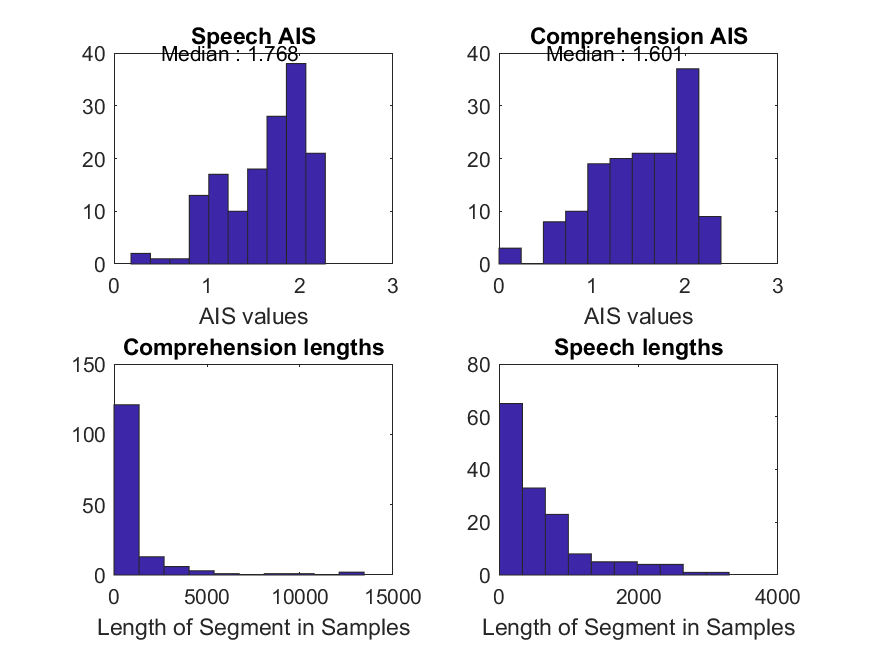 Speech AIS
Median : 1.768
40
30
20
10
0
0 1 2 3
AIS values
Comprehension AIS
Median : 1.601
40
30
20
10
0
0 1 2 3
AIS values
Comprehension lengths
150
100
50
0
0 5000 10000 15000
Length of Segment in Samples
Speech lengths
80
60
40
20
0
0 2000 4000
Length of Segment in Samples